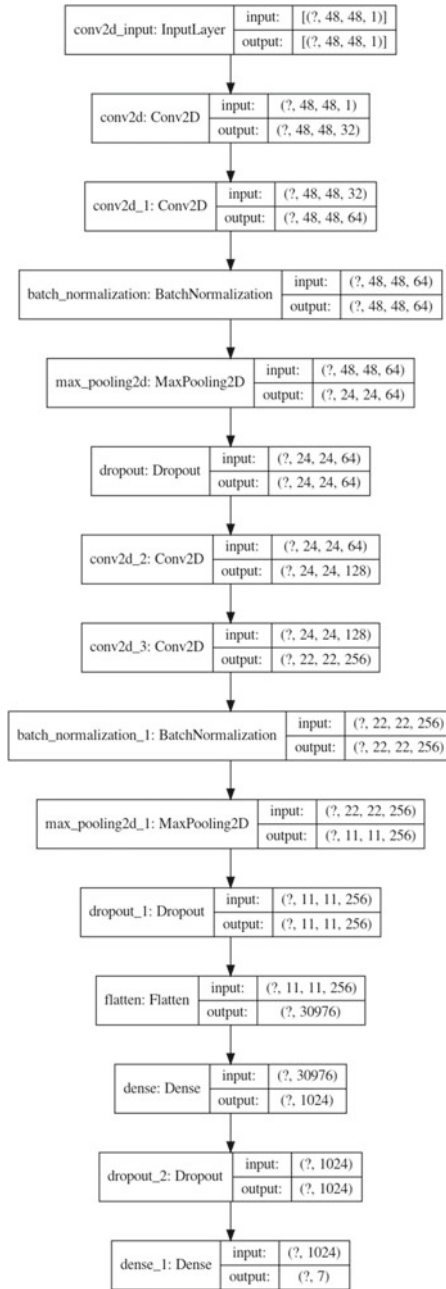 conv2d_input: InputLayer
input: [(?, 48, 48, 1)]
output: [(?, 48, 48, 1)]
conv2d: Conv2D
input: (?, 48, 48, 1)
output: (?, 48, 48, 32)
conv2d_1: Conv2D
input: (?, 48, 48, 32)
output: (?, 48, 48, 64)
batch_normalization: BatchNormalization
input: (?, 48, 48, 64)
output: (?, 48, 48, 64)
max_pooling2d: MaxPooling2D
input: (?, 48, 48, 64)
output: (?, 24, 24, 64)
dropout: Dropout
input: (?, 24, 24, 64)
output: (?, 24, 24, 64)
conv2d_2: Conv2D
input: (?, 24, 24, 64)
output: (?, 24, 24, 128)
conv2d_3: Conv2D
input: (?, 24, 24, 128)
output: (?, 22, 22, 256)
batch_normalization_1: BatchNormalization
input: (?, 22, 22, 256)
output: (?, 22, 22, 256)
max_pooling2d_1: MaxPooling2D
input: (?, 22, 22, 256)
output: (?, 11, 11, 256)
dropout_1: Dropout
input: (?, 11, 11, 256)
output: (?, 11, 11, 256)
flatten: Flatten
input: (?, 11, 11, 256)
output: (?, 30976)
dense: Dense
input: (?, 30976)
output: (?, 1024)
dropout_2: Dropout
input: (?, 1024)
output: (?, 1024)
dense_1: Dense
input: (?, 1024)
output: (?, 7)